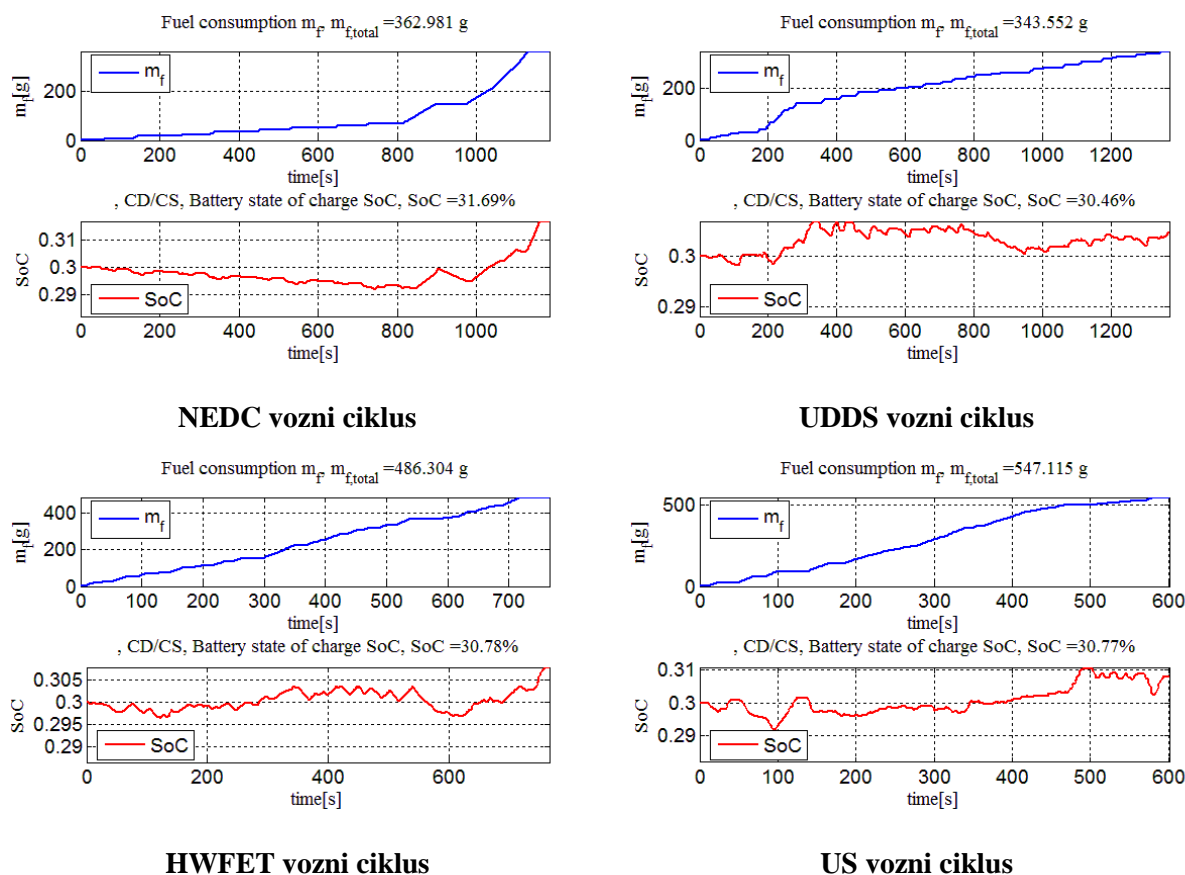 Fuel consumption m_f, m_f,total =362.981 g
m_f[g]
200
0
m_f
0 200 400 600 800 1000
time[s]
, CD/CS, Battery state of charge SoC, SoC =31.69%
SoC
0.31
0.3
0.29
SoC
0 200 400 600 800 1000
time[s]
NEDC vozni ciklus
Fuel consumption m_f, m_f,total =343.552 g
m_f[g]
200
0
m_f
0 200 400 600 800 1000 1200
time[s]
, CD/CS, Battery state of charge SoC, SoC =30.46%
SoC
0.3
0.29
SoC
0 200 400 600 800 1000 1200
time[s]
UDDS vozni ciklus
Fuel consumption m_f, m_f,total =486.304 g
m_f[g]
400
200
0
m_f
0 100 200 300 400 500 600 700
time[s]
, CD/CS, Battery state of charge SoC, SoC =30.78%
SoC
0.305
0.3
0.295
0.29
SoC
0 200 400 600
time[s]
HWFET vozni ciklus
Fuel consumption m_f, m_f,total =547.115 g
m_f[g]
500
0
m_f
0 100 200 300 400 500 600
time[s]
, CD/CS, Battery state of charge SoC, SoC =30.77%
SoC
0.31
0.3
0.29
SoC
0 100 200 300 400 500 600
time[s]
US vozni ciklus